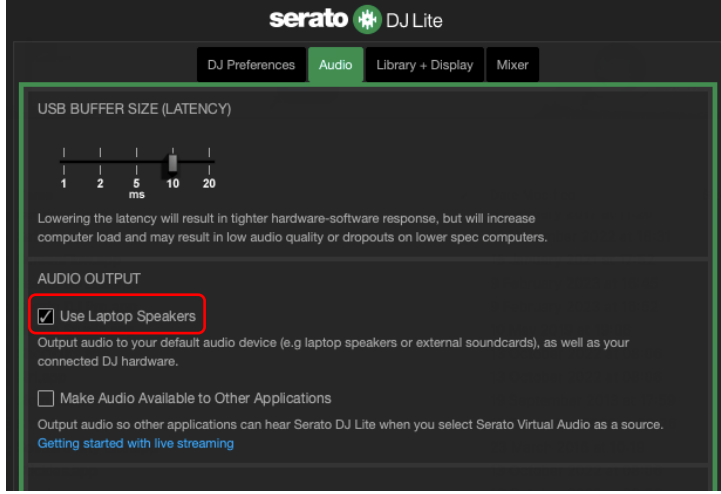 serato DJ Lite
DJ Preferences Audio Library + Display Mixer
USB BUFFER SIZE (LATENCY)
1 2 5 10 20
ms
Lowering the latency will result in tighter hardware-software response, but will increase
computer load and may result in low audio quality or dropouts on lower spec computers.
AUDIO OUTPUT
Use Laptop Speakers
Output audio to your default audio device (e.g laptop speakers or external soundcards), as well as your
connected DJ hardware.
Make Audio Available to Other Applications
Output audio so other applications can hear Serato DJ Lite when you select Serato Virtual Audio as a source.
Getting started with live streaming